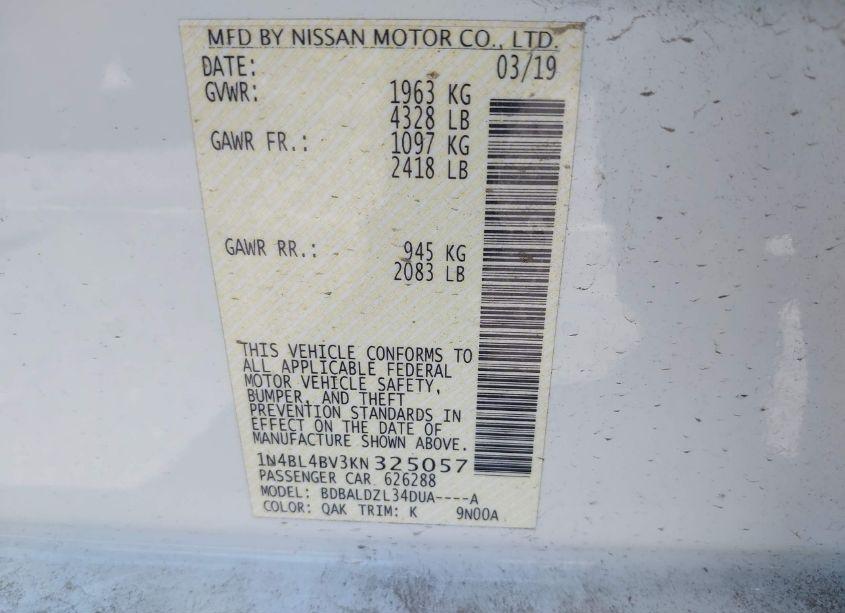 MFD BY NISSAN MOTOR CO., LTD.
DATE: 03/19
GVWR: 1963 KG
4328 LB
GAWR FR.: 1097 KG
2418 LB
GAWR RR.: 945 KG
2083 LB
THIS VEHICLE CONFORMS TO
ALL APPLICABLE FEDERAL
MOTOR VEHICLE SAFETY,
BUMPER, AND THEFT
PREVENTION STANDARDS IN
EFFECT ON THE DATE OF
MANUFACTURE SHOWN ABOVE.
1N4BL4BV3KN325057
PASSENGER CAR 626288
MODEL: BDBALDZL34DUA----A
COLOR: QAK TRIM: K 9N00A